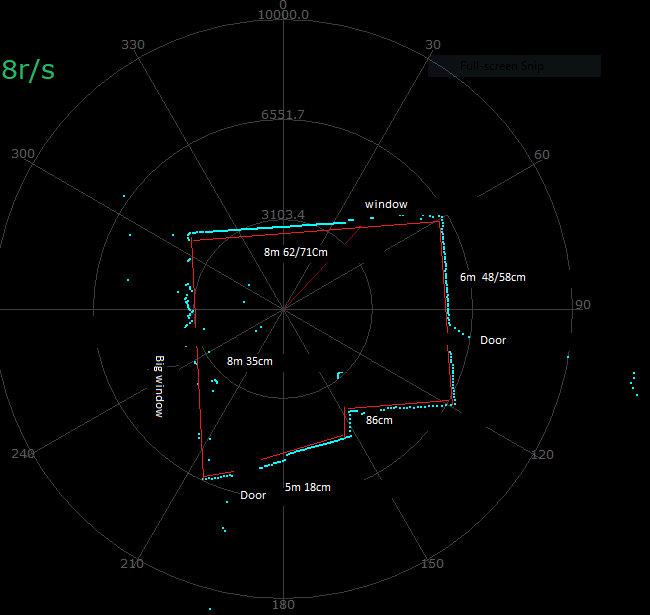 0
10000.0
330
30
8r/s
Full-screen Snip
6551.7
300
60
window
3103.4
8m 62/71Cm
6m 48/58cm
90
Door
8m 35cm
Big window
86cm
240
120
5m 18cm
Door
210
150
180